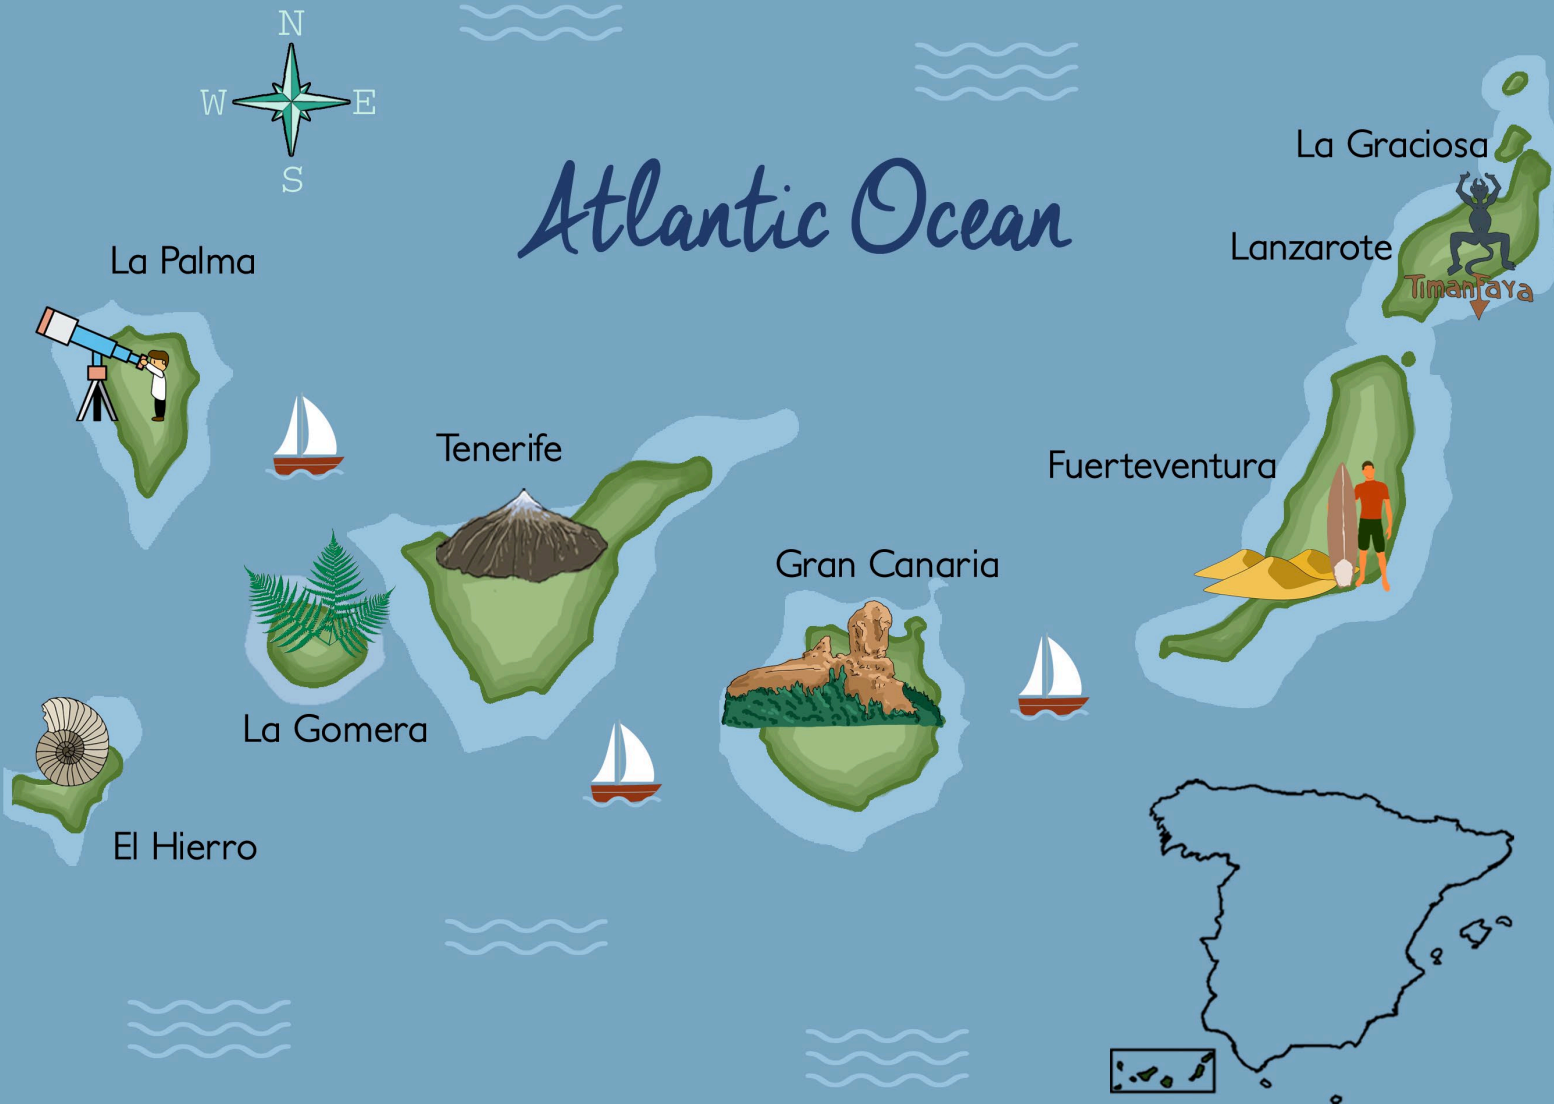 N
W E
S
La Graciosa
Atlantic Ocean
Lanzarote
La Palma
Timanfaya
Tenerife
Fuerteventura
Gran Canaria
La Gomera
El Hierro